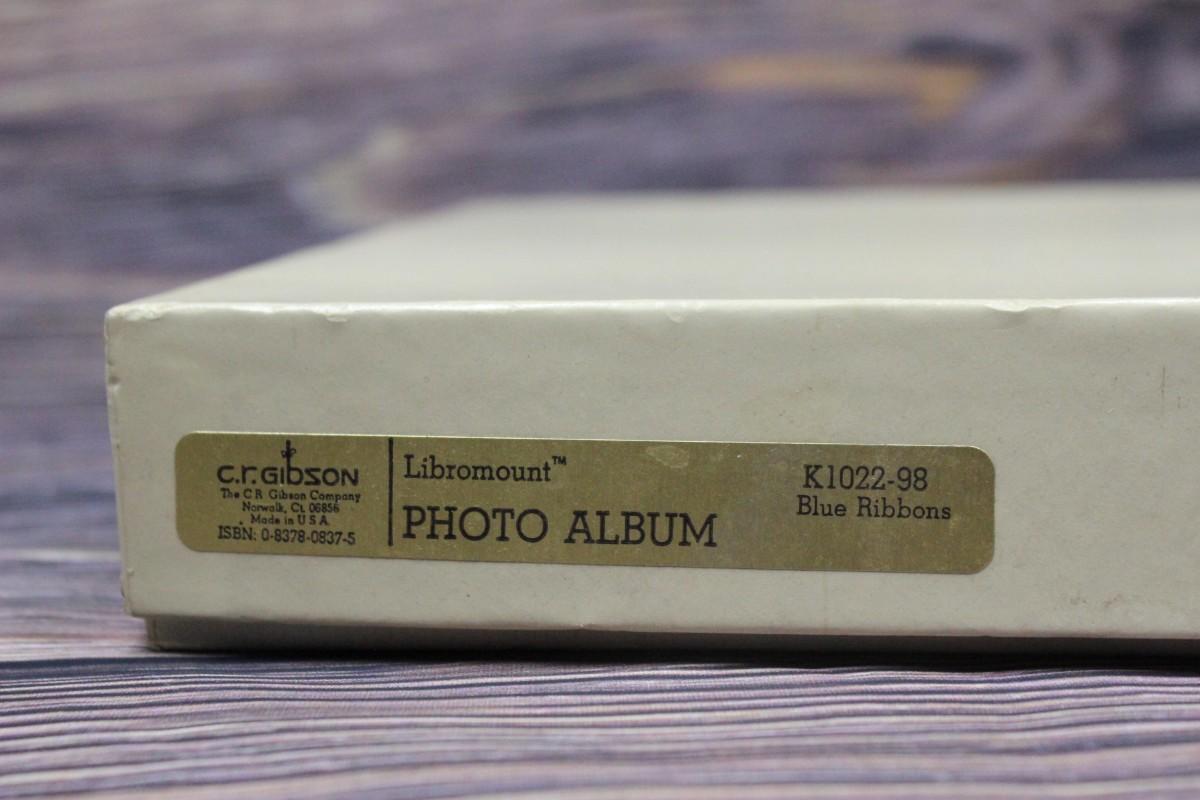 c.r. Gibson
The C.R. Gibson Company
Norwalk, Ct. 06856
Made in U S A
ISBN: 0-8378-0837-5
Libromount™
PHOTO ALBUM
K1022-98
Blue Ribbons